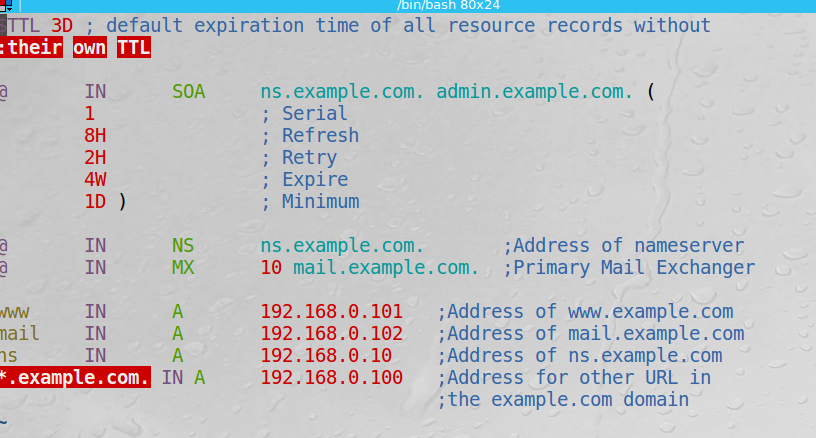 /bin/bash 80x24
$TTL 3D ; default expiration time of all resource records without
:their own TTL
@ IN SOA ns.example.com. admin.example.com. (
1 ; Serial
8H ; Refresh
2H ; Retry
4W ; Expire
1D ) ; Minimum
@ IN NS ns.example.com. ;Address of nameserver
@ IN MX 10 mail.example.com. ;Primary Mail Exchanger
www IN A 192.168.0.101 ;Address of www.example.com
mail IN A 192.168.0.102 ;Address of mail.example.com
ns IN A 192.168.0.10 ;Address of ns.example.com
*.example.com. IN A 192.168.0.100 ;Address for other URL in
;the example.com domain
~